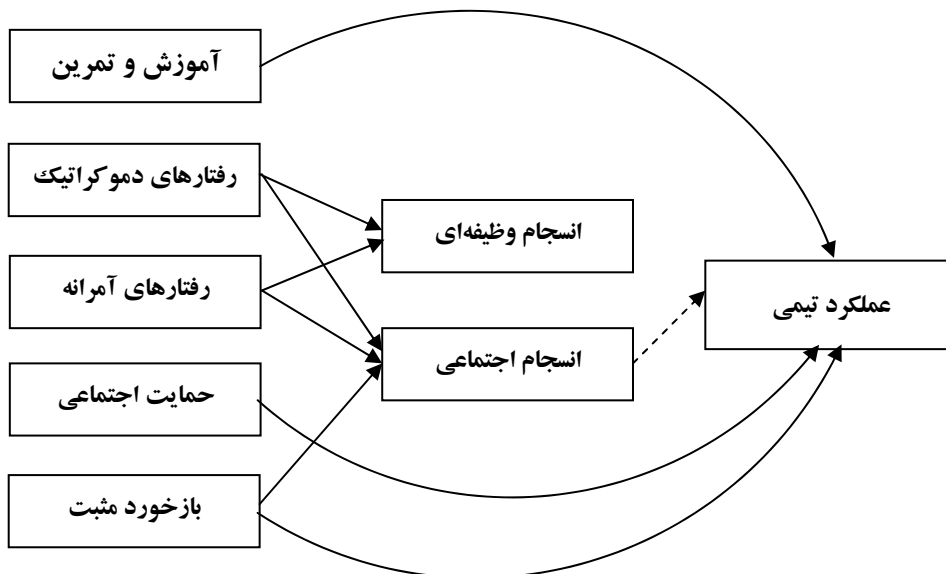 آموزش و تمرین
رفتارهای دموکراتیک
انسجام وظیفه‌ای
رفتارهای آمرانه
عملکرد تیمی
انسجام اجتماعی
حمایت اجتماعی
بازخورد مثبت